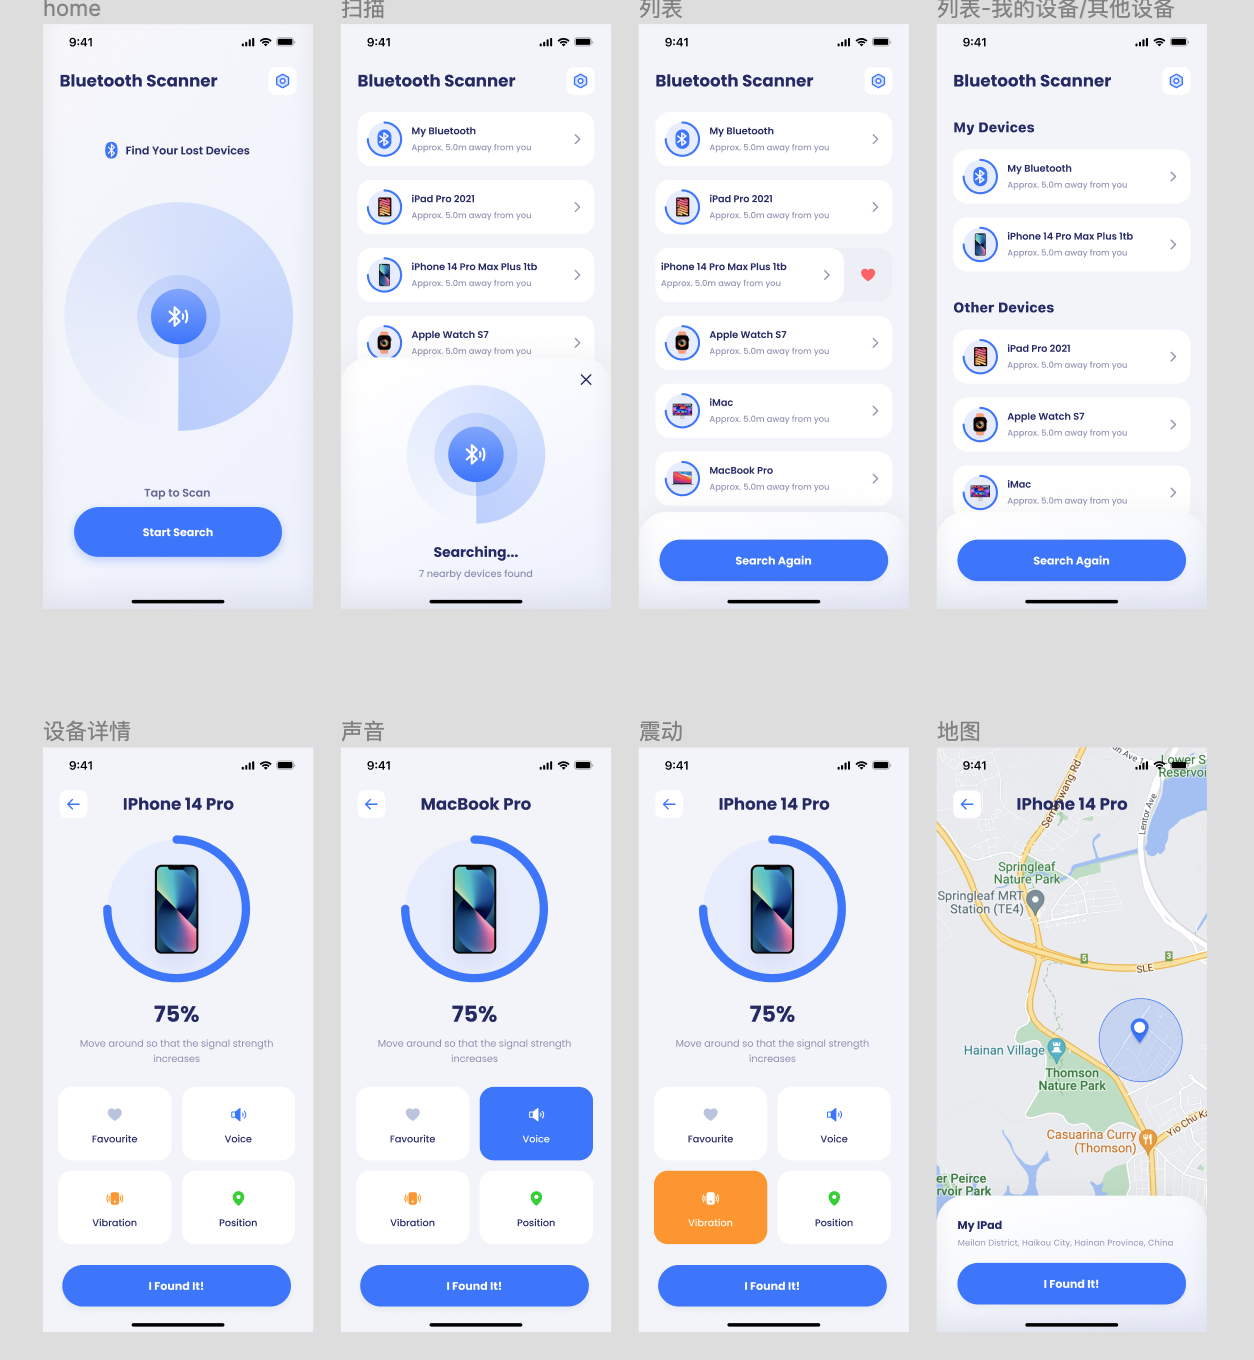 home
扫描
列表
列表-我的设备/其他设备
9:41
Bluetooth Scanner
Find Your Lost Devices
Tap to Scan
Start Search
9:41
Bluetooth Scanner
My Bluetooth
Approx. 5.0m away from you
iPad Pro 2021
Approx. 5.0m away from you
iPhone 14 Pro Max Plus 1tb
Approx. 5.0m away from you
Apple Watch S7
Approx. 5.0m away from you
Searching...
7 nearby devices found
9:41
Bluetooth Scanner
My Bluetooth
Approx. 5.0m away from you
iPad Pro 2021
Approx. 5.0m away from you
iPhone 14 Pro Max Plus 1tb
Approx. 5.0m away from you
Apple Watch S7
Approx. 5.0m away from you
iMac
Approx. 5.0m away from you
MacBook Pro
Approx. 5.0m away from you
Search Again
9:41
Bluetooth Scanner
My Devices
My Bluetooth
Approx. 5.0m away from you
iPhone 14 Pro Max Plus 1tb
Approx. 5.0m away from you
Other Devices
iPad Pro 2021
Approx. 5.0m away from you
Apple Watch S7
Approx. 5.0m away from you
iMac
Approx. 5.0m away from you
Search Again
设备详情
声音
震动
地图
9:41
IPhone 14 Pro
75%
Move around so that the signal strength
increases
Favourite
Voice
Vibration
Position
I Found It!
9:41
MacBook Pro
75%
Move around so that the signal strength
increases
Favourite
Voice
Vibration
Position
I Found It!
9:41
IPhone 14 Pro
75%
Move around so that the signal strength
increases
Favourite
Voice
Vibration
Position
I Found It!
9:41
Lower S
Reservoi
IPhone 14 Pro
Sembawang Rd
Lentor Ave
Springleaf
Nature Park
Springleaf MRT
Station (TE4)
5
3
SLE
Hainan Village
Thomson
Nature Park
Yio Chu Ka
Casuarina Curry
(Thomson)
er Peirce
rvoir Park
My IPad
Meilan District, Haikou City, Hainan Province, China
I Found It!